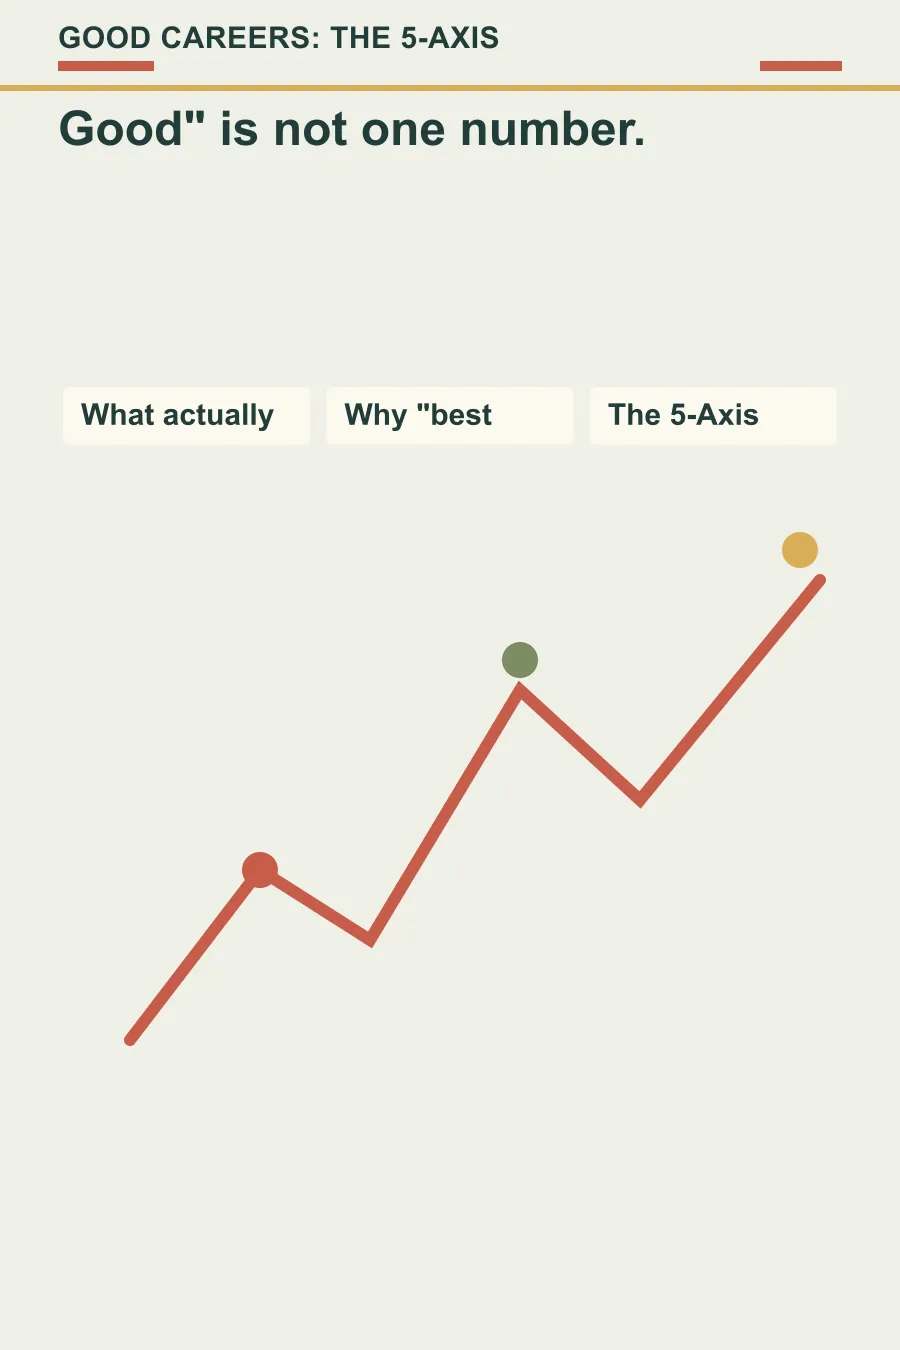 GOOD CAREERS: THE 5-AXIS
Good" is not one number.
What actually
Why "best
The 5-Axis